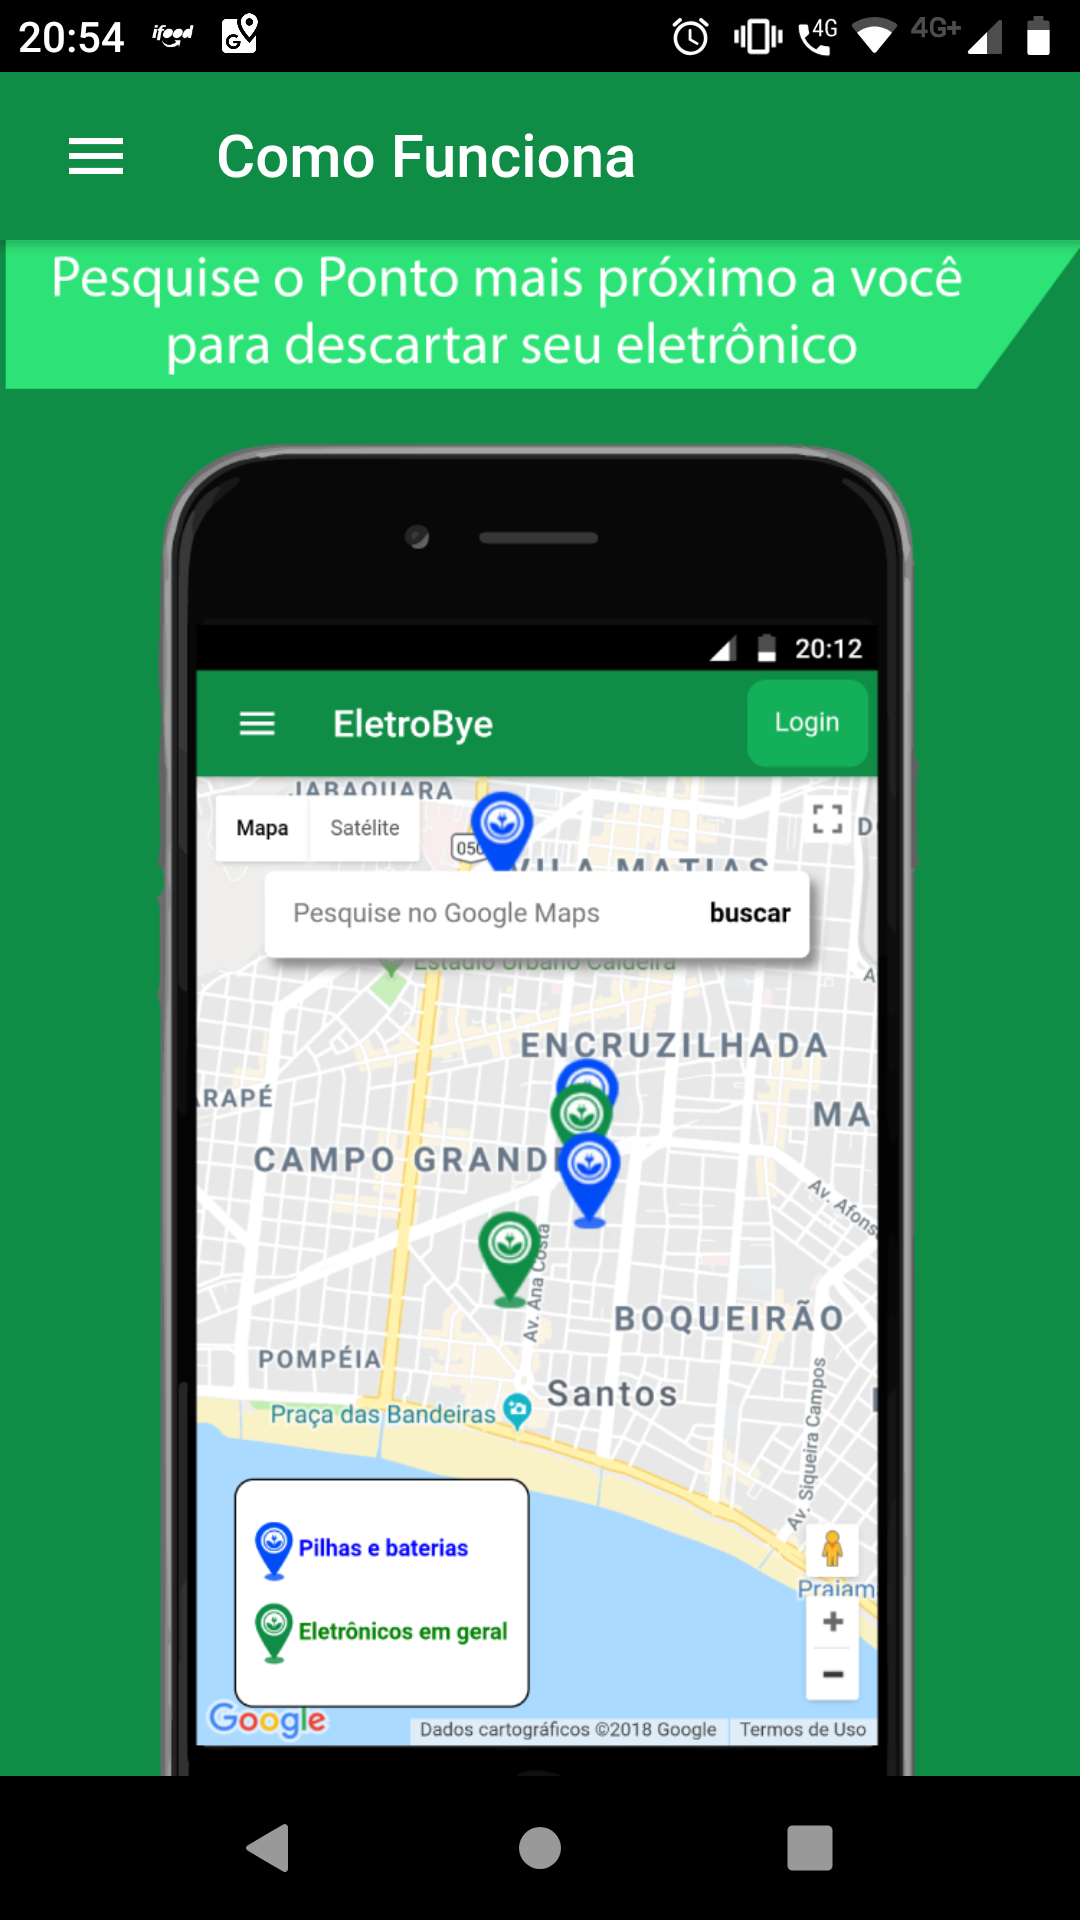 20:54 ifood G 4G 4G+
Como Funciona
Pesquise o Ponto mais próximo a você
para descartar seu eletrônico
20:12
EletroBye Login
JABAQUARA
Mapa Satélite
050
VILA MATIAS
Pesquise no Google Maps buscar
Estádio Urbano Caldeira
ENCRUZILHADA
ARAPÉ
MA
CAMPO GRANDE
Av. Afons
Av. Ana Costa
BOQUEIRÃO
POMPÉIA
Santos
Praça das Bandeiras
Av. Siqueira Campos
Pilhas e baterias
Praiam
Eletrônicos em geral
Google
Dados cartográficos ©2018 Google Termos de Uso